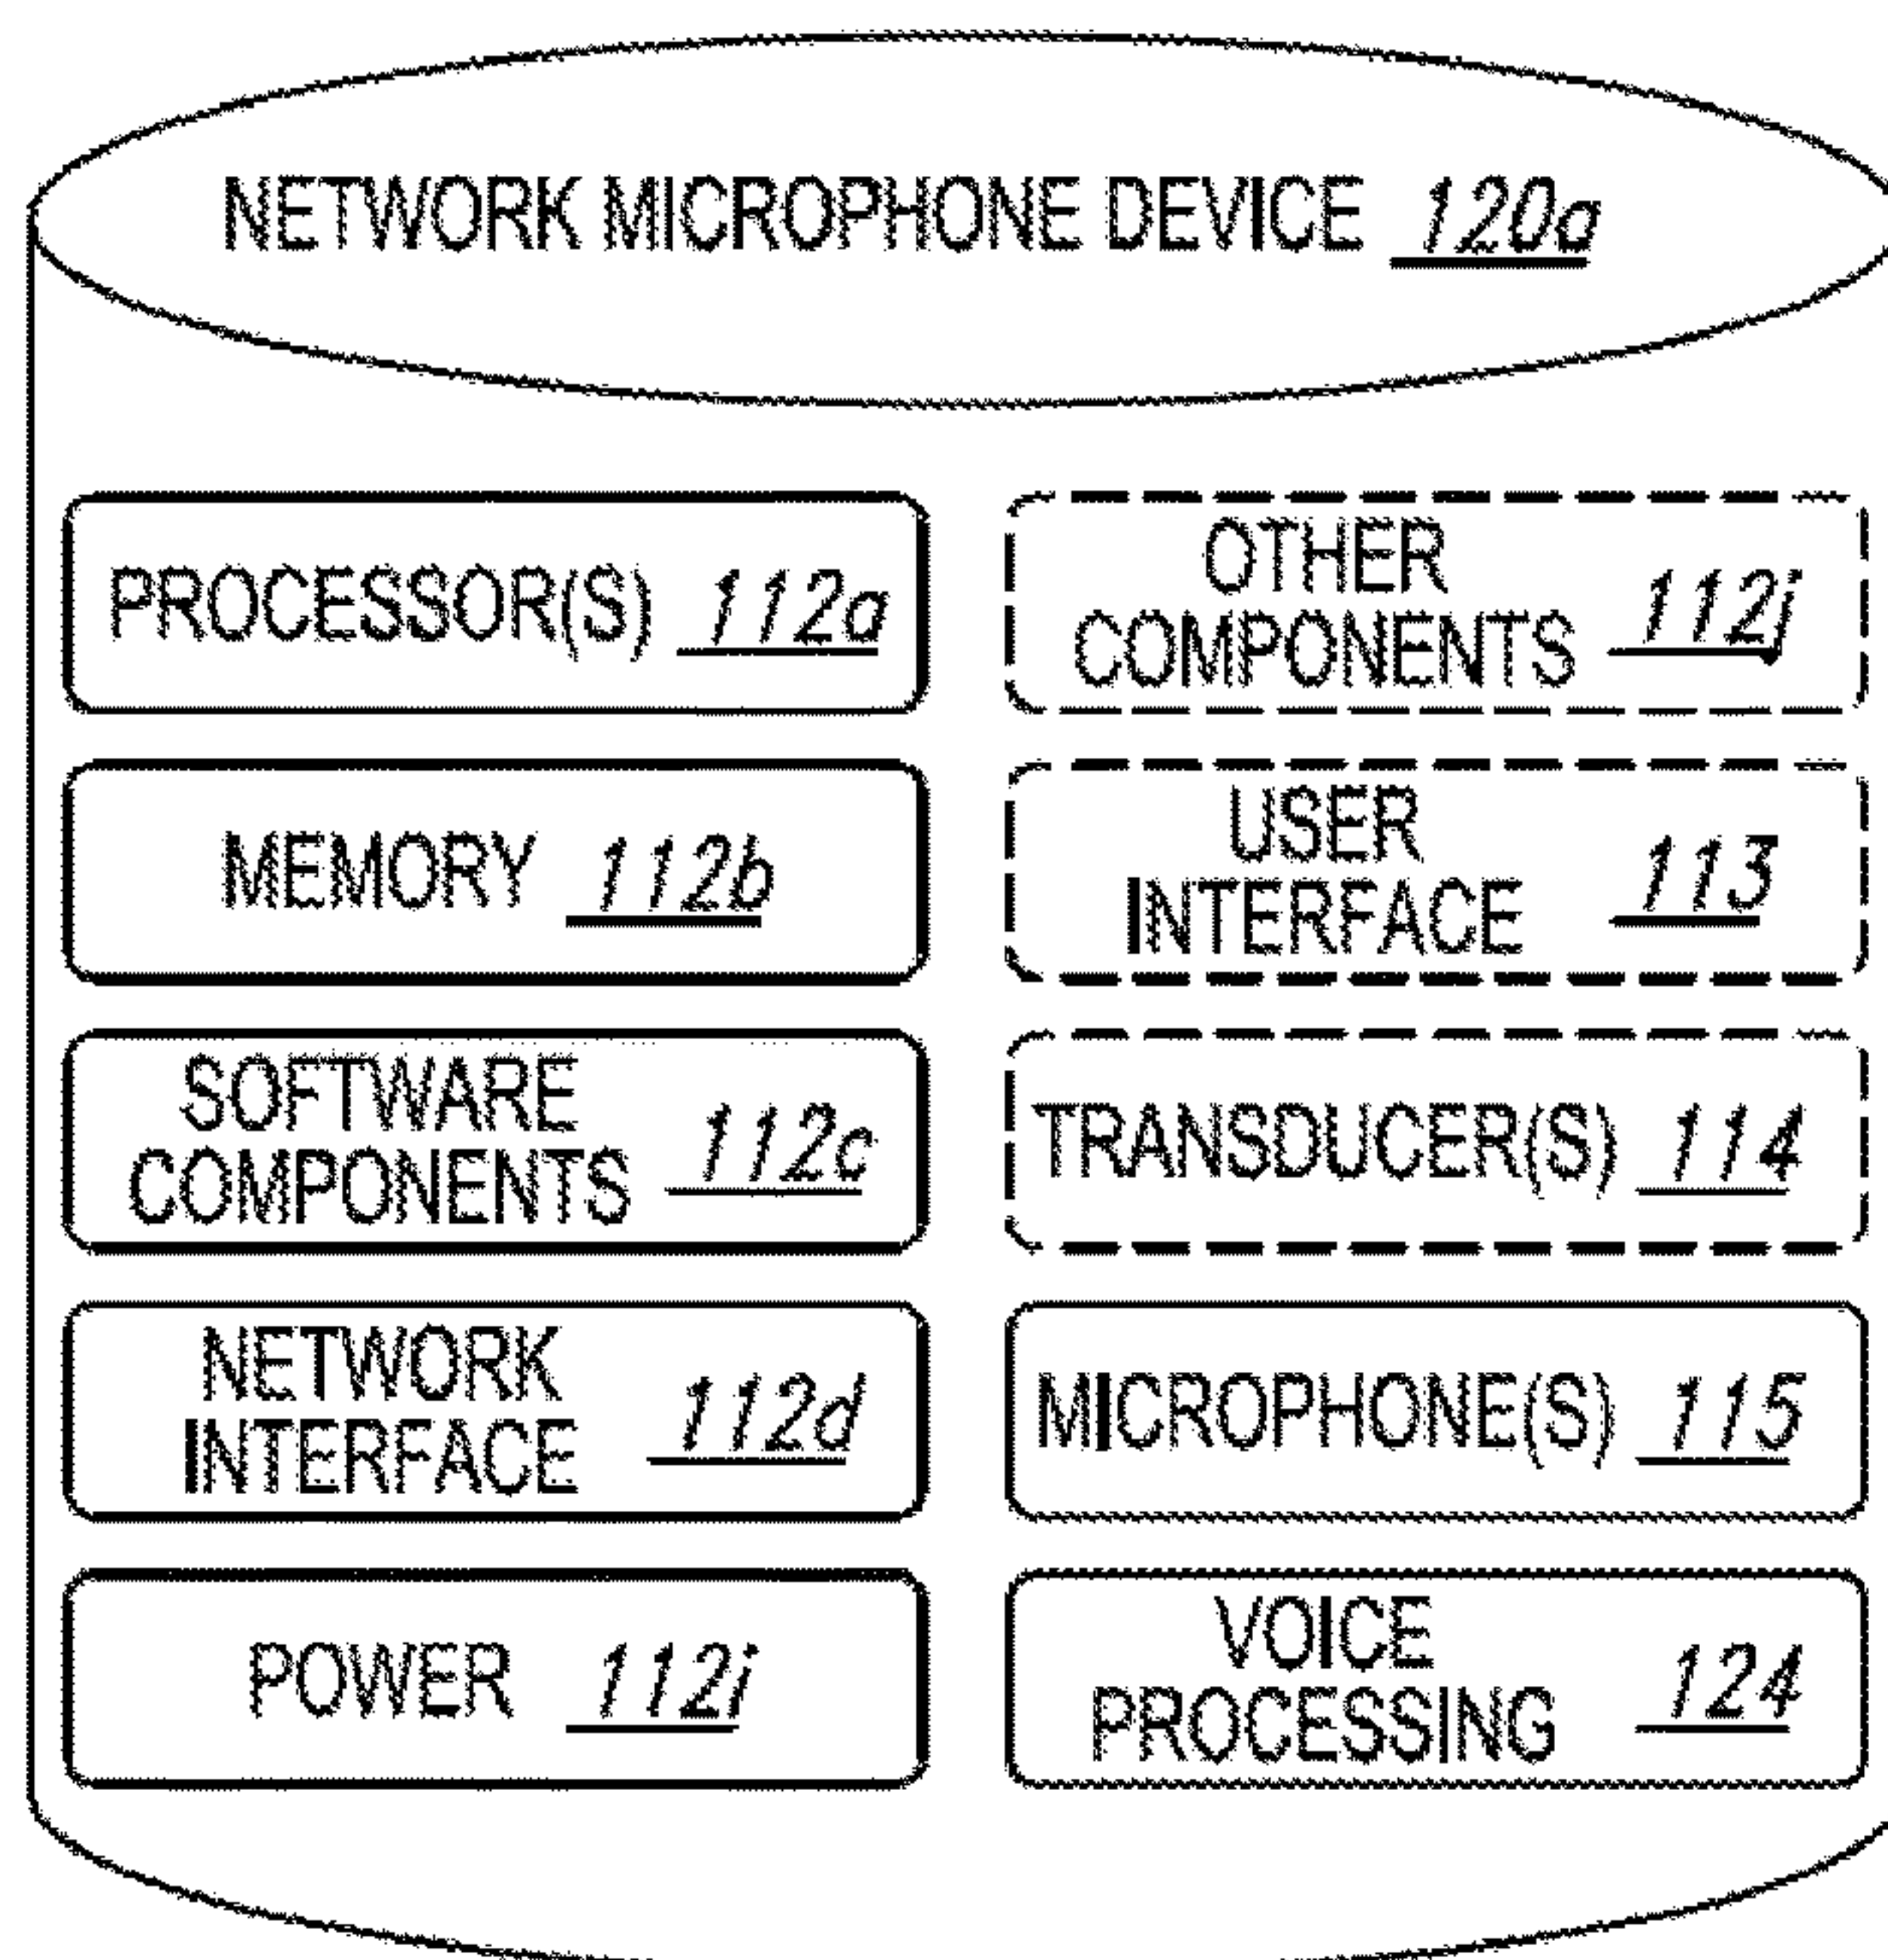 NETWORK MICROPHONE DEVICE 120a
PROCESSOR(S) 112a
MEMORY 112b
SOFTWARE
COMPONENTS 112c
NETWORK
INTERFACE 112d
POWER 112i
OTHER
COMPONENTS 112j
USER
INTERFACE 113
TRANSDUCER(S) 114
MICROPHONE(S) 115
VOICE
PROCESSING 124